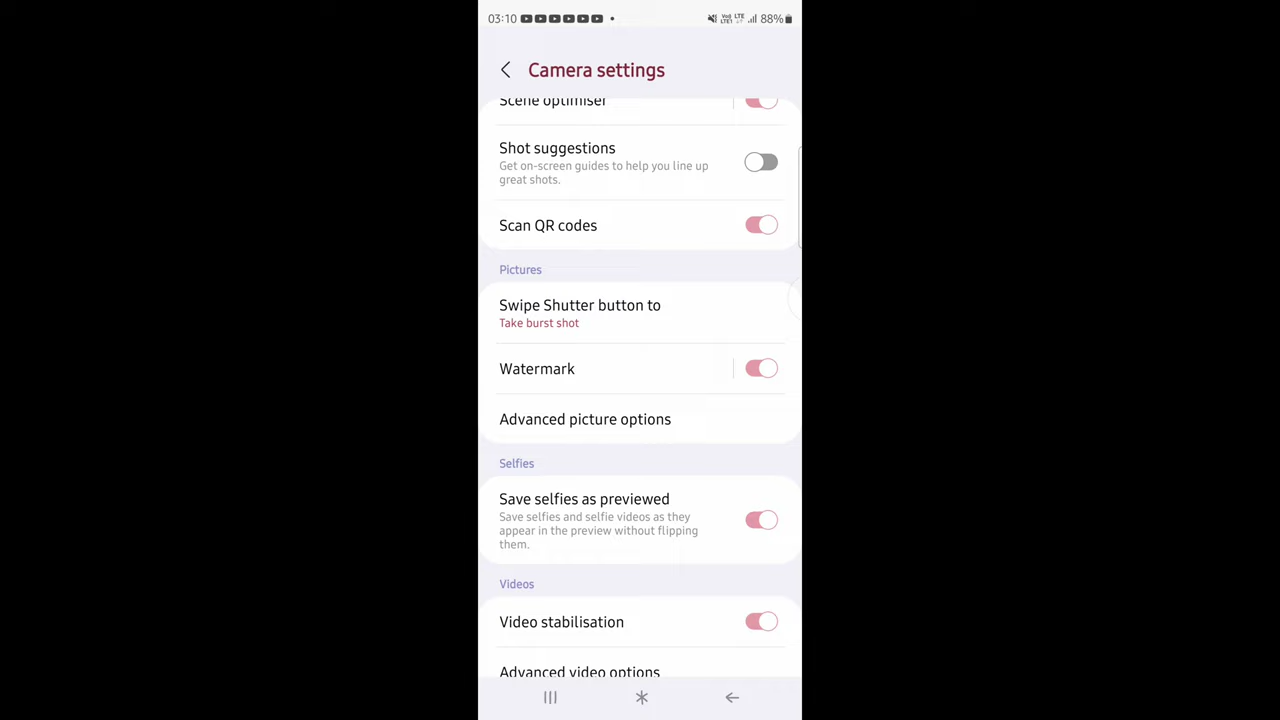 03:10 88%
Camera settings
Scene optimiser
Shot suggestions
Get on-screen guides to help you line up
great shots.
Scan QR codes
Pictures
Swipe Shutter button to
Take burst shot
Watermark
Advanced picture options
Selfies
Save selfies as previewed
Save selfies and selfie videos as they
appear in the preview without flipping
them.
Videos
Video stabilisation
Advanced video options